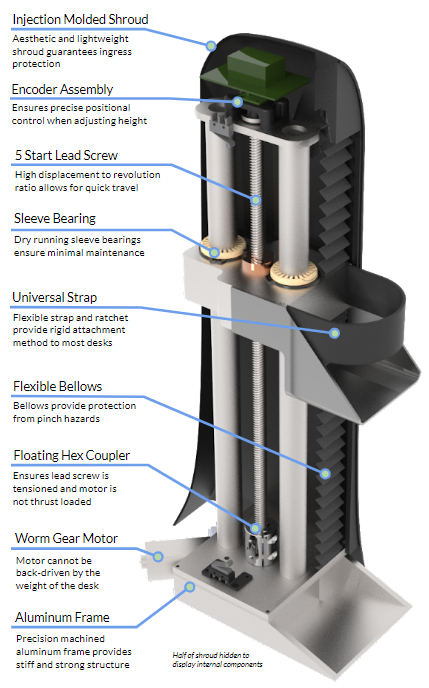 Injection Molded Shroud
Aesthetic and lightweight
shroud guarantees ingress
protection
Encoder Assembly
Ensures precise positional
control when adjusting height
5 Start Lead Screw
High displacement to revolution
ratio allows for quick travel
Sleeve Bearing
Dry running sleeve bearings
ensure minimal maintenance
Universal Strap
Flexible strap and ratchet
provide rigid attachment
method to most desks
Flexible Bellows
Bellows provide protection
from pinch hazards
Floating Hex Coupler
Ensures lead screw is
tensioned and motor is
not thrust loaded
Worm Gear Motor
Motor cannot be
back-driven by the
weight of the desk
Aluminum Frame
Precision machined
aluminum frame provides
stiff and strong structure
Half of shroud hidden to
display internal components